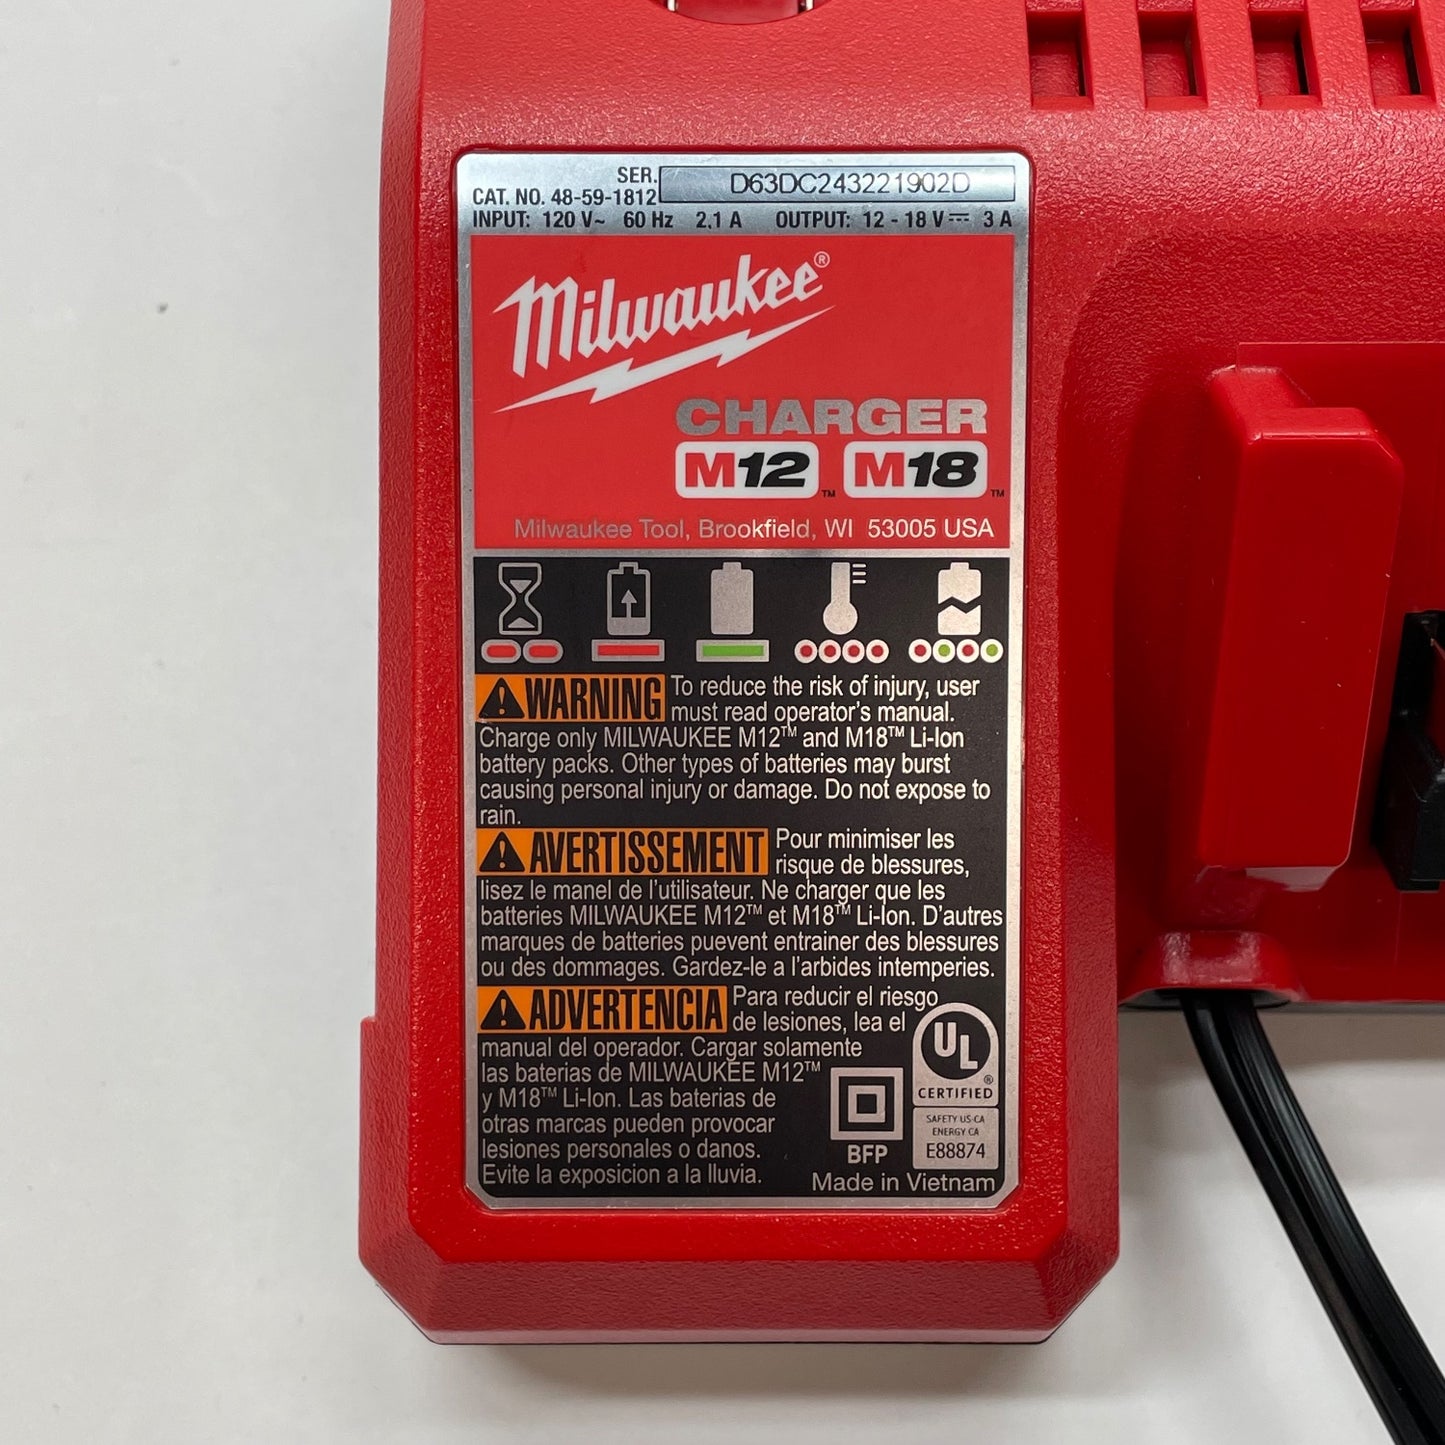 SER. D63DC243221902D
CAT. NO. 48-59-1812
INPUT: 120 V~ 60 Hz 2,1 A OUTPUT: 12 - 18 V⎓ 3 A
Milwaukee®
CHARGER
M12™ M18™
Milwaukee Tool, Brookfield, WI 53005 USA
WARNING To reduce the risk of injury, user
must read operator's manual.
Charge only MILWAUKEE M12™ and M18™ Li-Ion
battery packs. Other types of batteries may burst
causing personal injury or damage. Do not expose to
rain.
AVERTISSEMENT Pour minimiser les
risque de blessures,
lisez le manel de l'utilisateur. Ne charger que les
batteries MILWAUKEE M12™ et M18™ Li-Ion. D'autres
marques de batteries puevent entrainer des blessures
ou des dommages. Gardez-le a l'arbides intemperies.
ADVERTENCIA Para reducir el riesgo
de lesiones, lea el
manual del operador. Cargar solamente
las baterias de MILWAUKEE M12™
y M18™ Li-Ion. Las baterias de
otras marcas pueden provocar
lesiones personales o danos.
Evite la exposicion a la lluvia.
BFP
UL®
CERTIFIED
SAFETY US-CA
ENERGY CA
E88874
Made in Vietnam